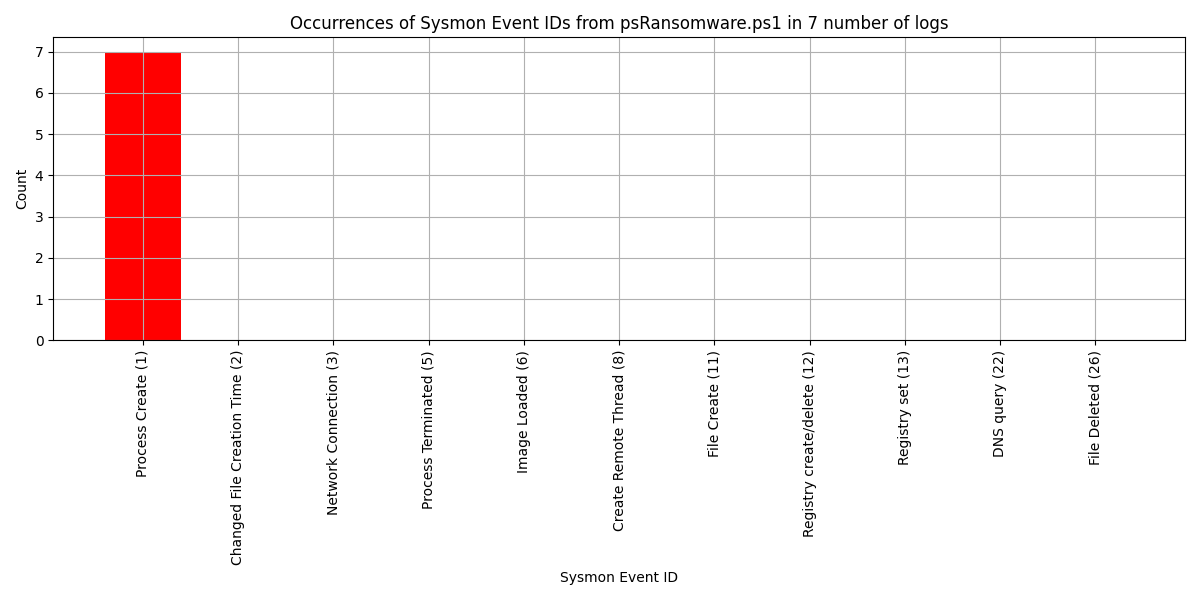 Occurrences of Sysmon Event IDs from psRansomware.ps1 in 7 number of logs
Count
7
6
5
4
3
2
1
0
Process Create (1)
Changed File Creation Time (2)
Network Connection (3)
Process Terminated (5)
Image Loaded (6)
Create Remote Thread (8)
File Create (11)
Registry create/delete (12)
Registry set (13)
DNS query (22)
File Deleted (26)
Sysmon Event ID